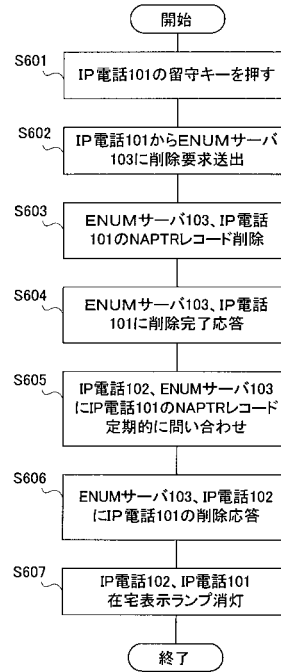 開始
S601
IP電話101の留守キーを押す
S602
IP電話101からENUMサーバ
103に削除要求送出
S603
ENUMサーバ103、IP電話
101のNAPTRレコード削除
S604
ENUMサーバ103、IP電話
101に削除完了応答
S605
IP電話102、ENUMサーバ103
にIP電話101のNAPTRレコード
定期的に問い合わせ
S606
ENUMサーバ103、IP電話102
にIP電話101の削除応答
S607
IP電話102、IP電話101
在宅表示ランプ消灯
終了